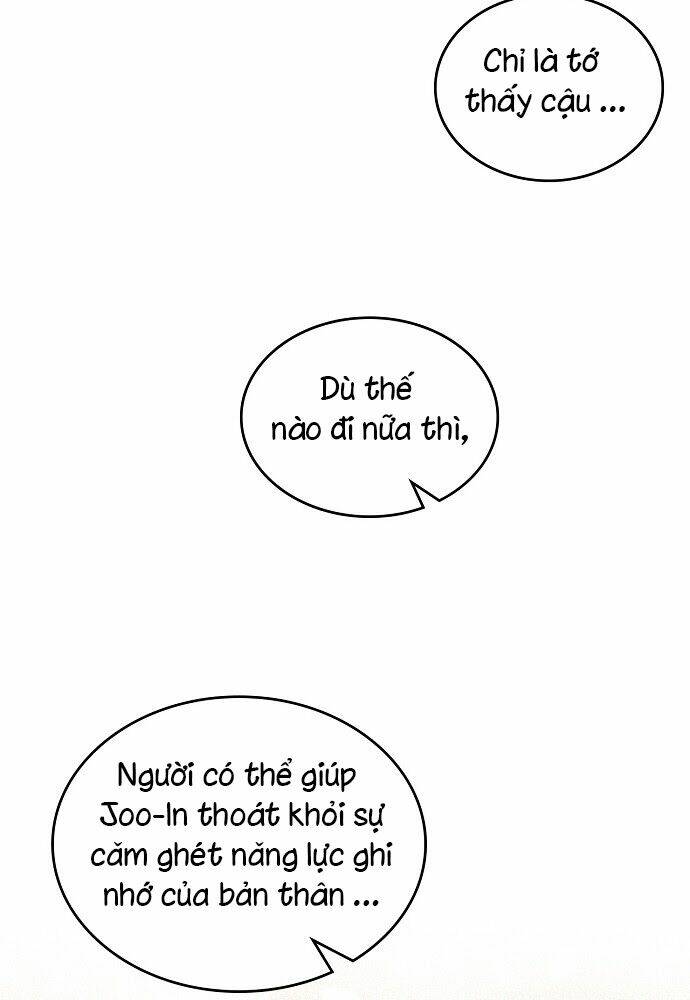 Chỉ là tớ
thấy cậu ...
Dù thế
nào đi nữa thì,
Người có thể giúp
Joo-In thoát khỏi sự
căm ghét năng lực ghi
nhớ của bản thân ...